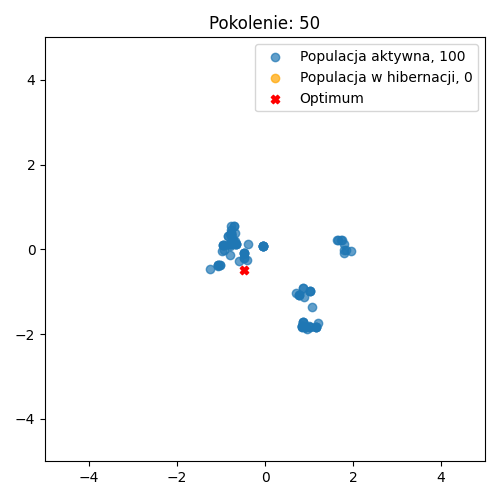 Pokolenie: 50
Populacja aktywna, 100
Populacja w hibernacji, 0
Optimum
4
2
0
−2
−4
−4 −2 0 2 4